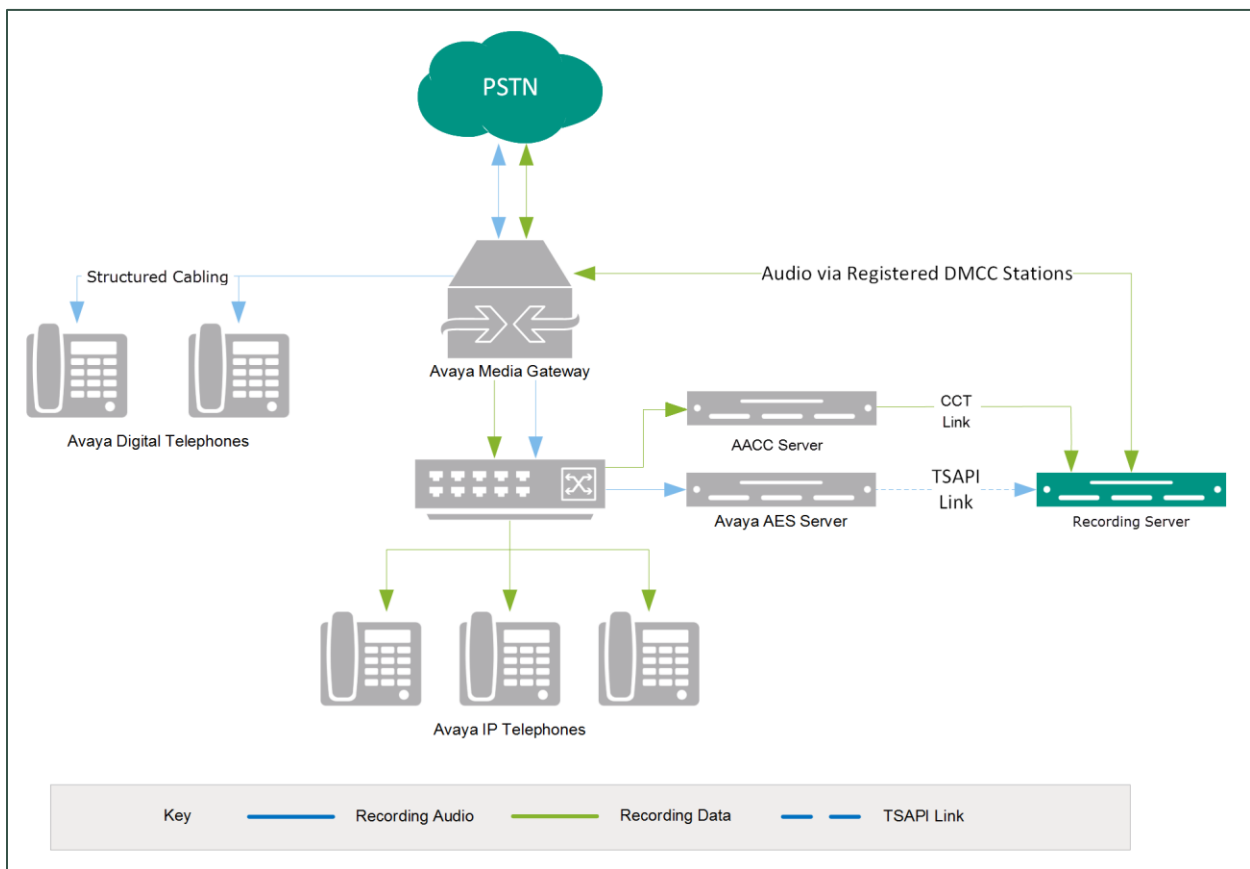 PSTN
Structured Cabling
Audio via Registered DMCC Stations
Avaya Media Gateway
Avaya Digital Telephones
CCT
Link
AACC Server
TSAPI
Link
Avaya AES Server
Recording Server
Avaya IP Telephones
Key
Recording Audio
Recording Data
TSAPI Link